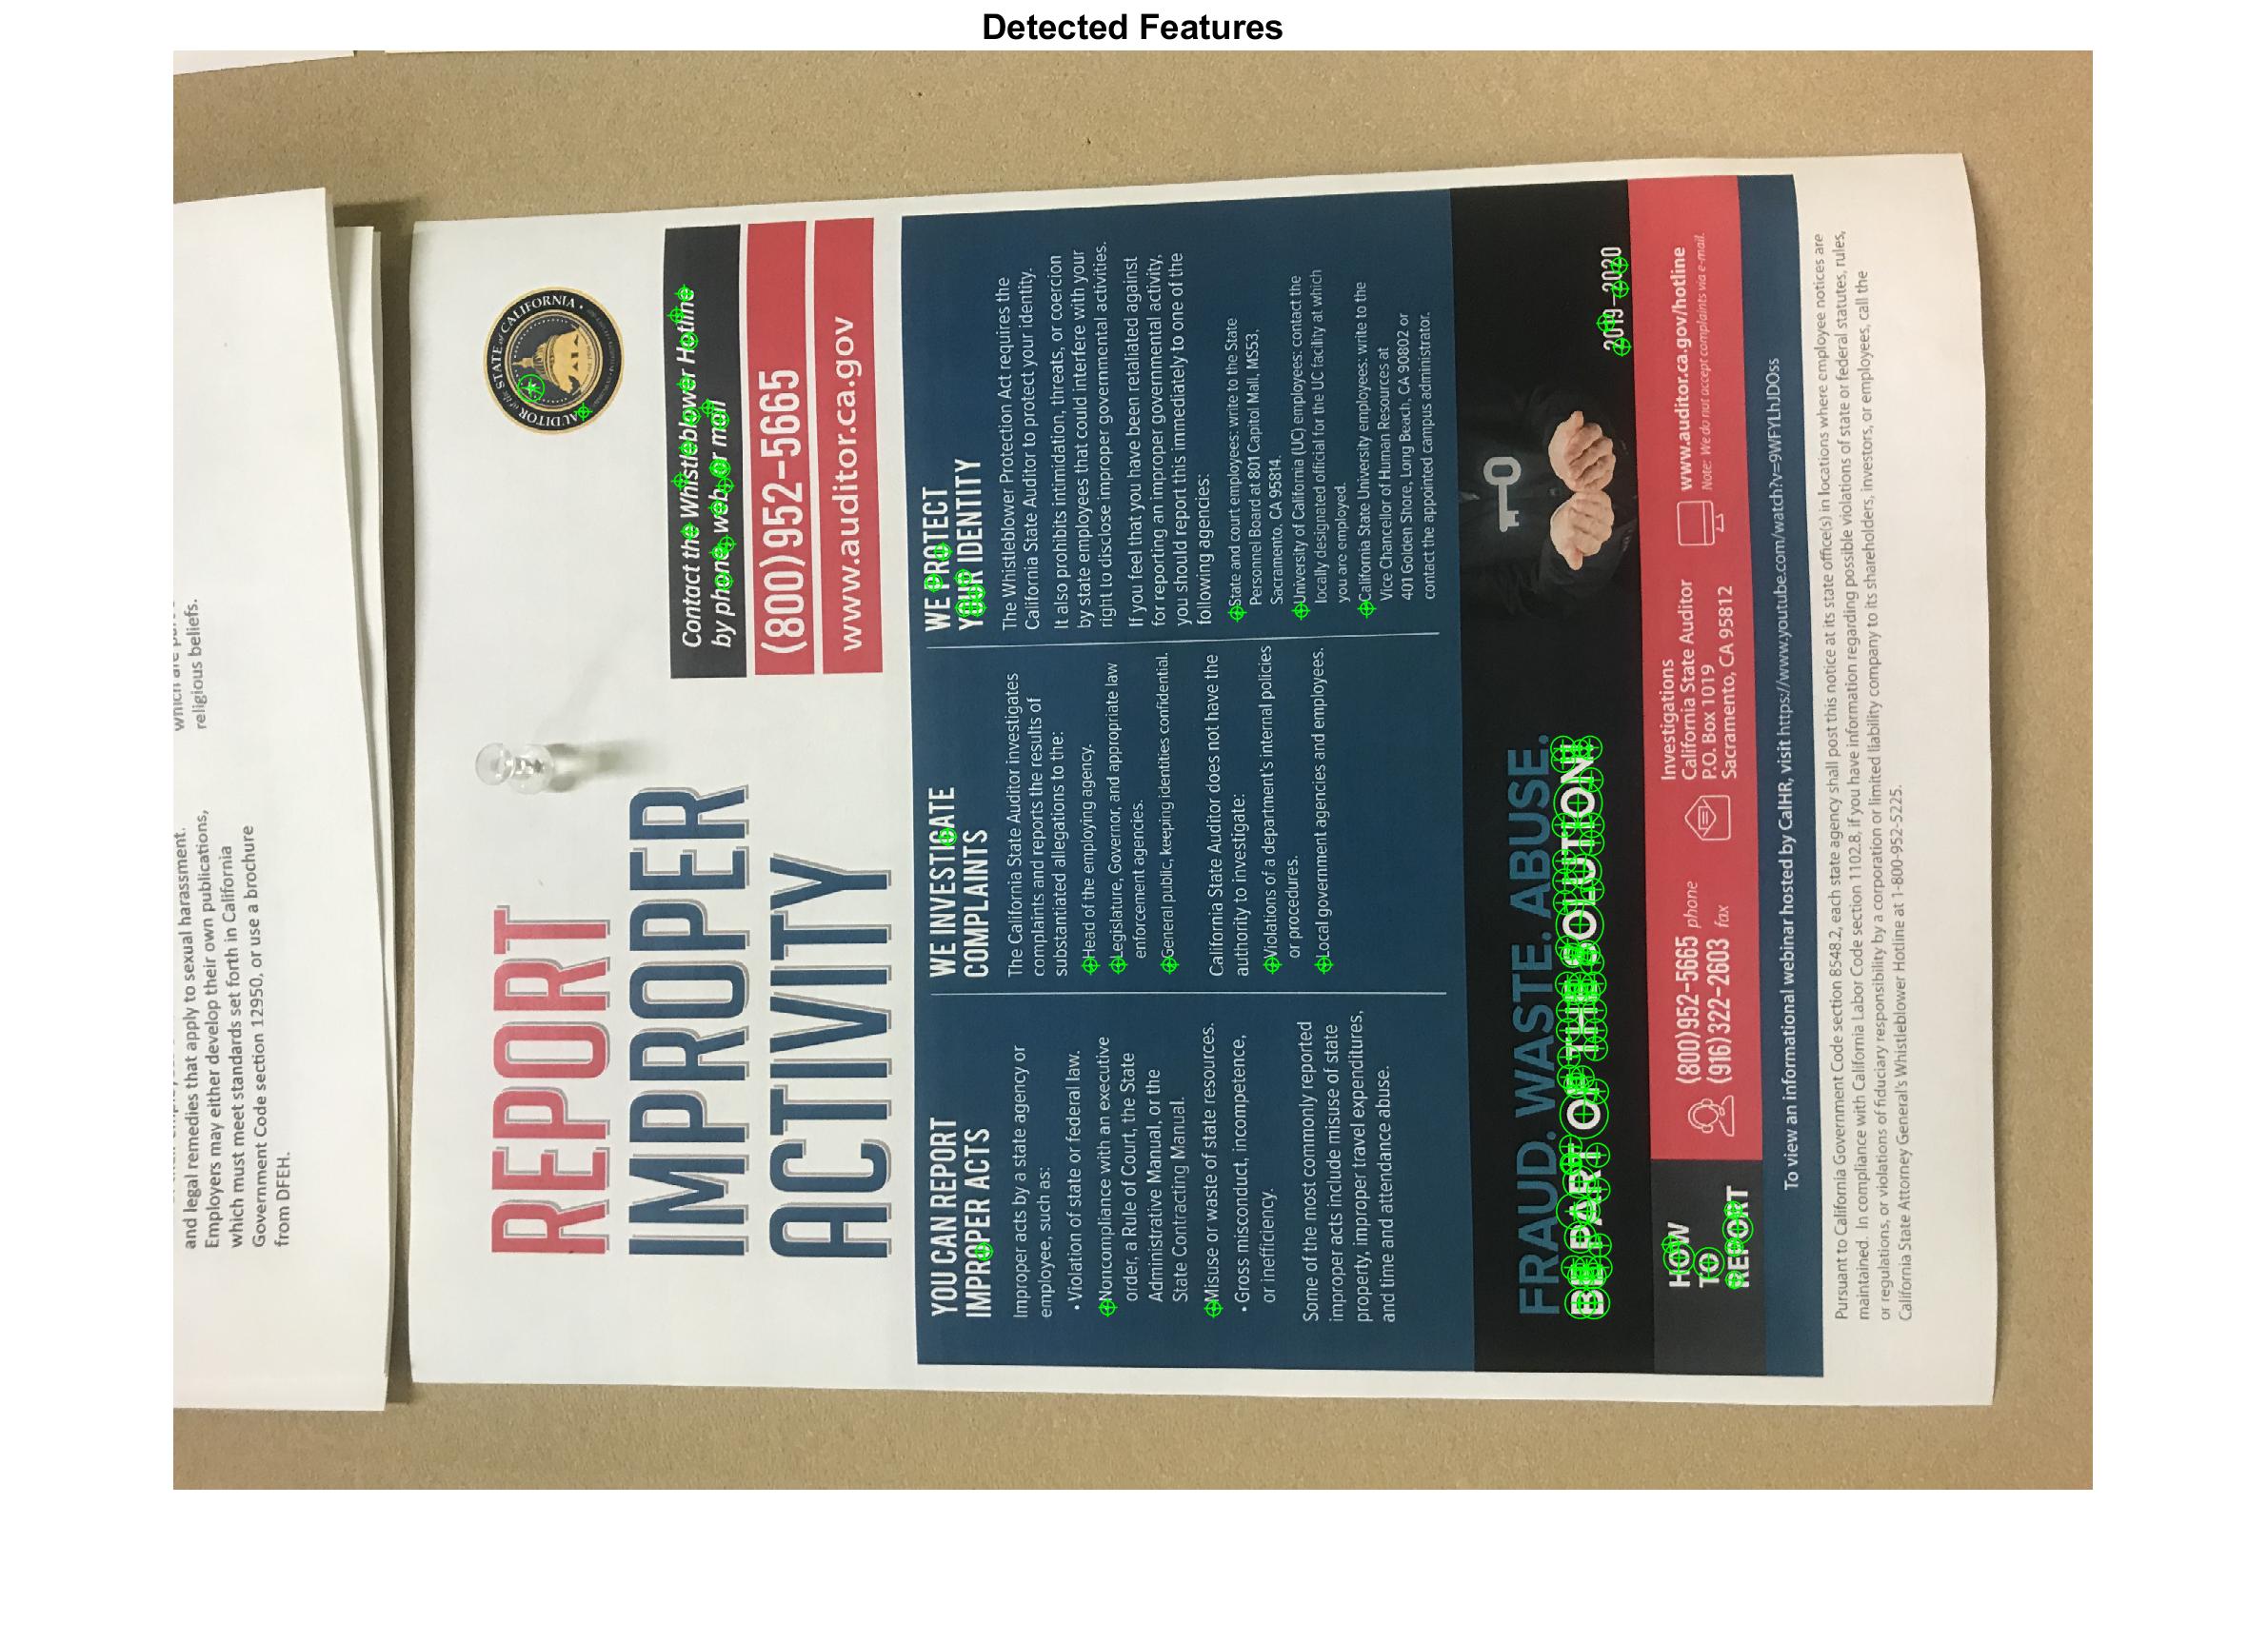 Detected Features
which are
religious beliefs.
and legal remedies that apply to sexual harassment.
Employers may either develop their own publications,
which must meet standards set forth in California
Government Code section 12950, or use a brochure
from DFEH.
REPORT
IMPROPER
ACTIVITY
AUDITOR of the STATE of CALIFORNIA
Contact the Whistleblower Hotline
by phone, web, or mail
(800)952-5665
www.auditor.ca.gov
YOU CAN REPORT
IMPROPER ACTS
Improper acts by a state agency or
employee, such as:
• Violation of state or federal law.
Noncompliance with an executive
order, a Rule of Court, the State
Administrative Manual, or the
State Contracting Manual.
Misuse or waste of state resources.
• Gross misconduct, incompetence,
or inefficiency.
Some of the most commonly reported
improper acts include misuse of state
property, improper travel expenditures,
and time and attendance abuse.
WE INVESTIGATE
COMPLAINTS
The California State Auditor investigates
complaints and reports the results of
substantiated allegations to the:
Head of the employing agency.
Legislature, Governor, and appropriate law
enforcement agencies.
General public, keeping identities confidential.
California State Auditor does not have the
authority to investigate:
Violations of a department's internal policies
or procedures.
Local government agencies and employees.
WE PROTECT
YOUR IDENTITY
The Whistleblower Protection Act requires the
California State Auditor to protect your identity.
It also prohibits intimidation, threats, or coercion
by state employees that could interfere with your
right to disclose improper governmental activities.
If you feel that you have been retaliated against
for reporting an improper governmental activity,
you should report this immediately to one of the
following agencies:
State and court employees: write to the State
Personnel Board at 801 Capitol Mall, MS53,
Sacramento, CA 95814.
University of California (UC) employees: contact the
locally designated official for the UC facility at which
you are employed.
California State University employees: write to the
Vice Chancellor of Human Resources at
401 Golden Shore, Long Beach, CA 90802 or
contact the appointed campus administrator.
FRAUD. WASTE. ABUSE.
BE PART OF THE SOLUTION!
2019–2020
HOW
TO
REPORT
(800)952-5665 phone
(916)322-2603 fax
Investigations
California State Auditor
P.O. Box 1019
Sacramento, CA 95812
www.auditor.ca.gov/hotline
Note: We do not accept complaints via e-mail.
To view an informational webinar hosted by CalHR, visit https://www.youtube.com/watch?v=9WFYLhJDOss
Pursuant to California Government Code section 8548.2, each state agency shall post this notice at its state office(s) in locations where employee notices are
maintained. In compliance with California Labor Code section 1102.8, if you have information regarding possible violations of state or federal statutes, rules,
or regulations, or violations of fiduciary responsibility by a corporation or limited liability company to its shareholders, investors, or employees, call the
California State Attorney General's Whistleblower Hotline at 1-800-952-5225.